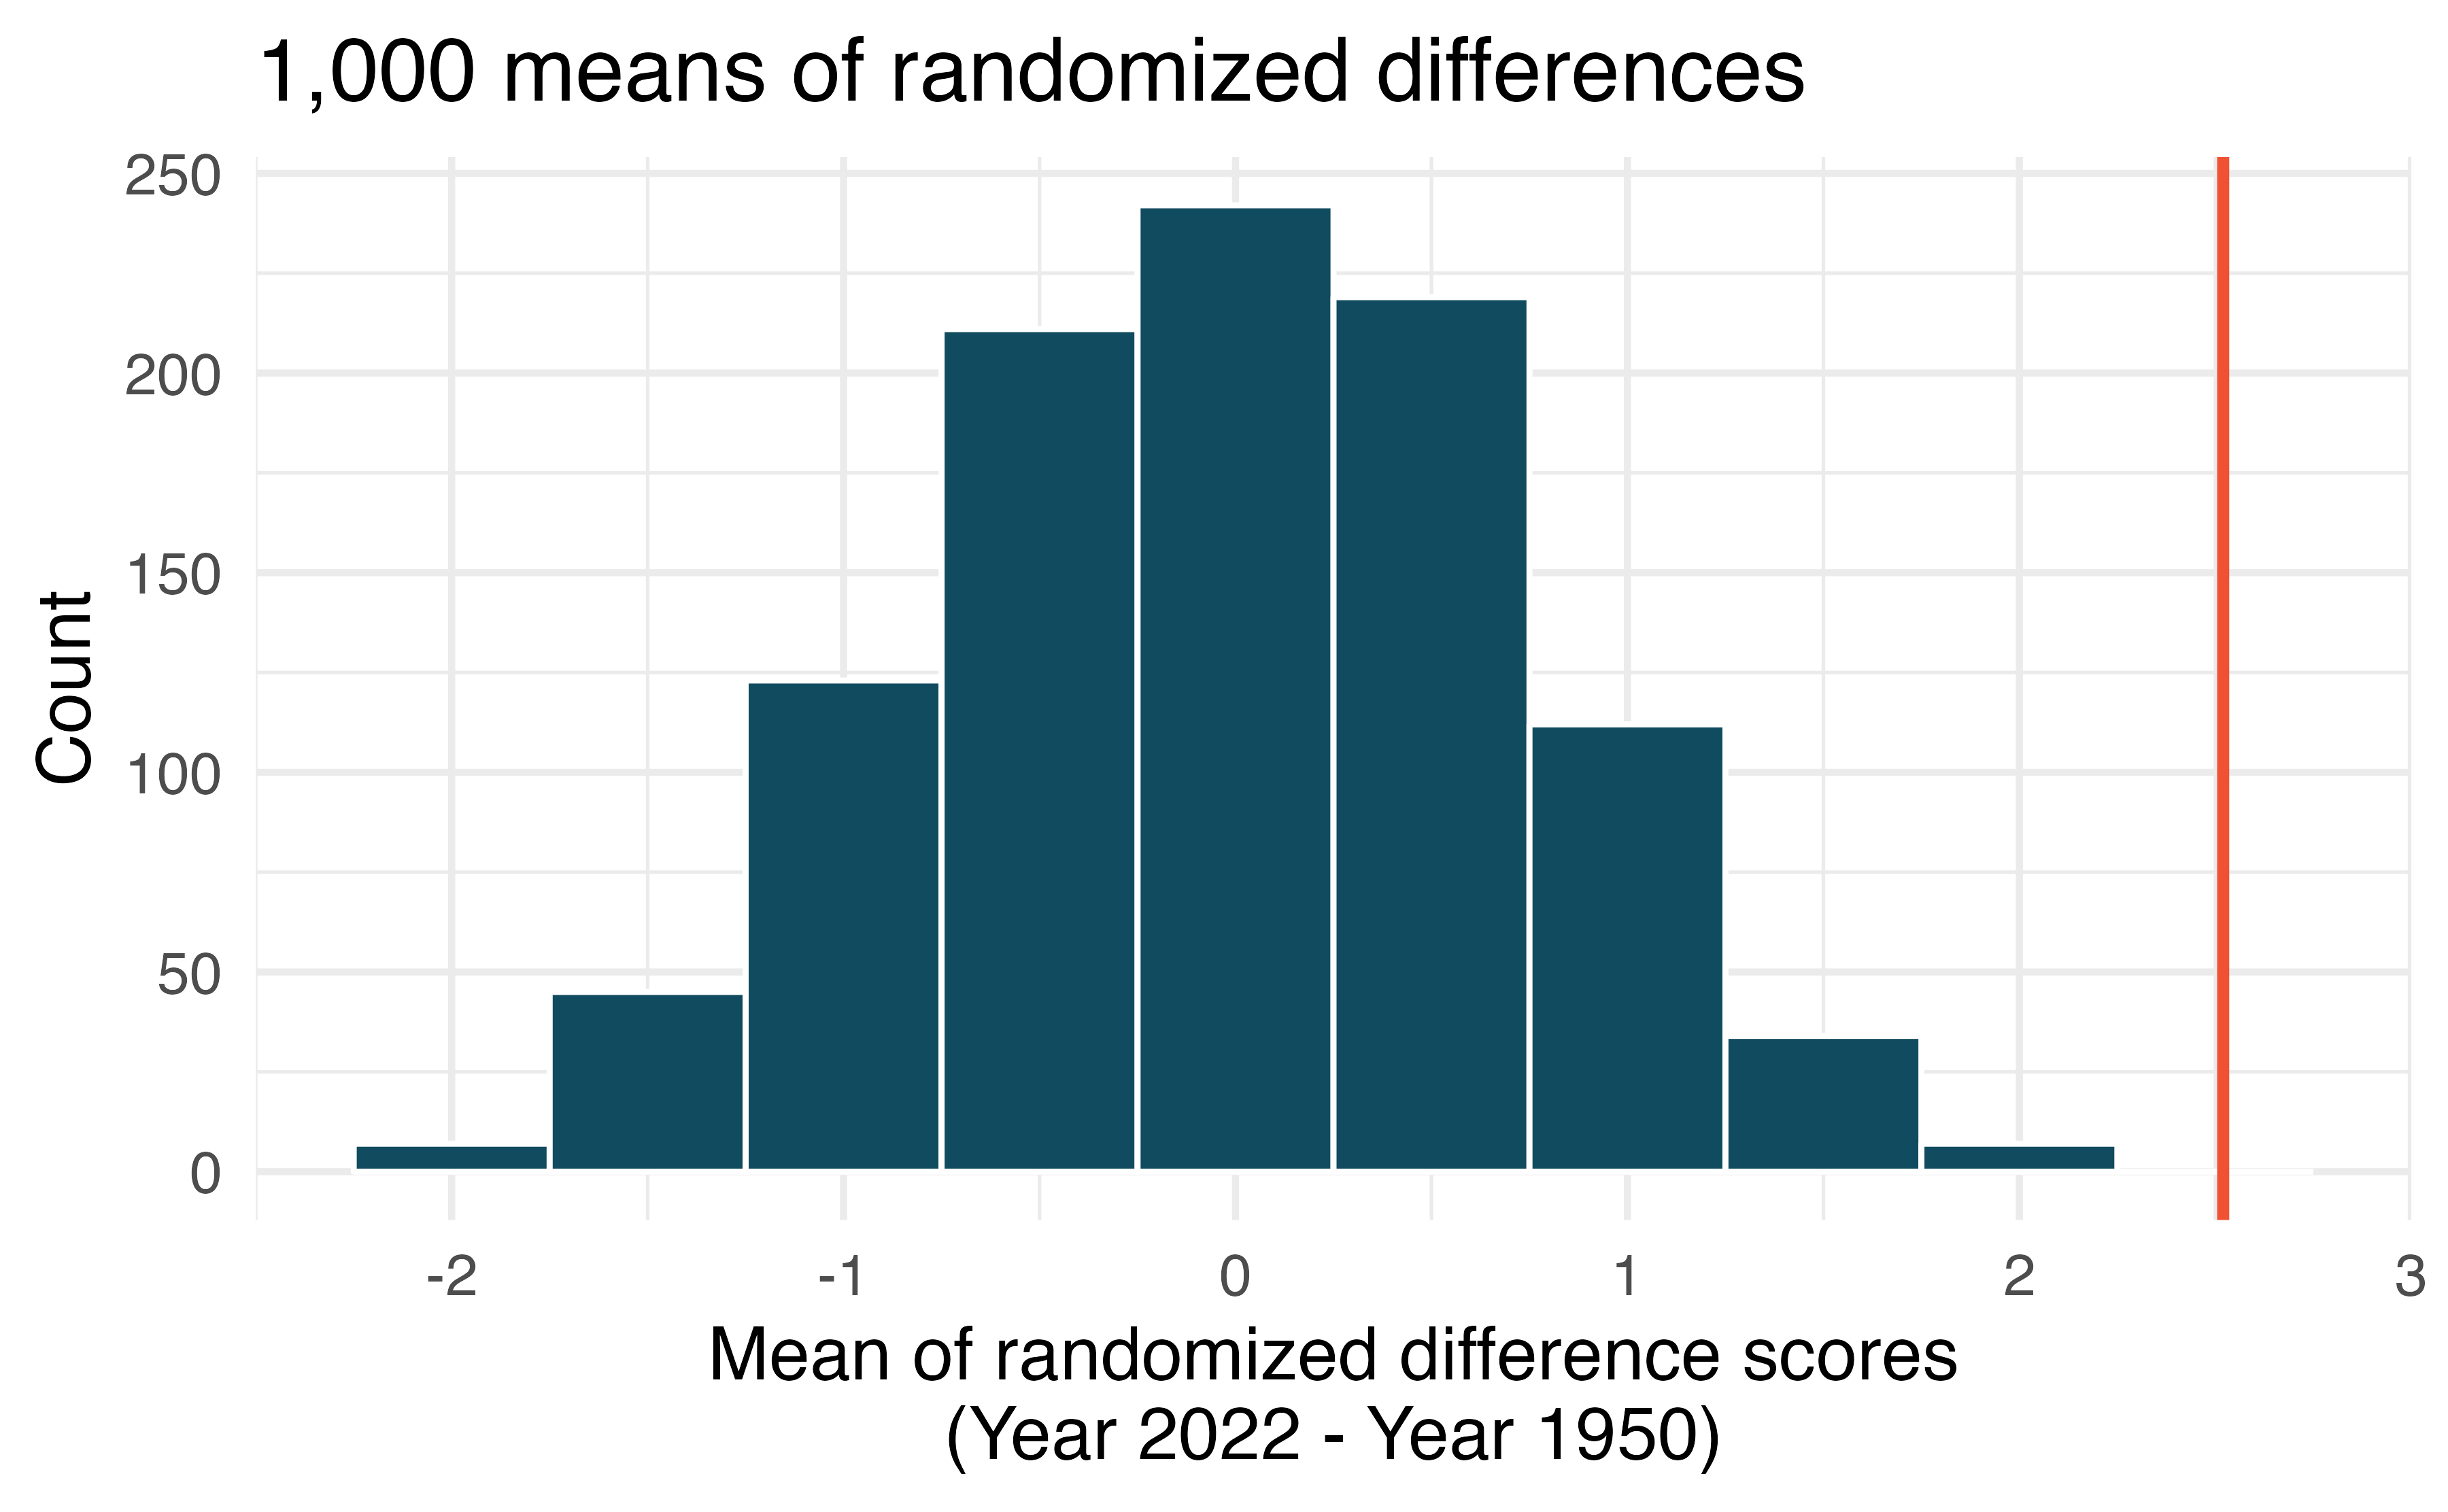 1,000 means of randomized differences
250
200
150
100
50
0
Count
-2 -1 0 1 2 3
Mean of randomized difference scores
(Year 2022 - Year 1950)